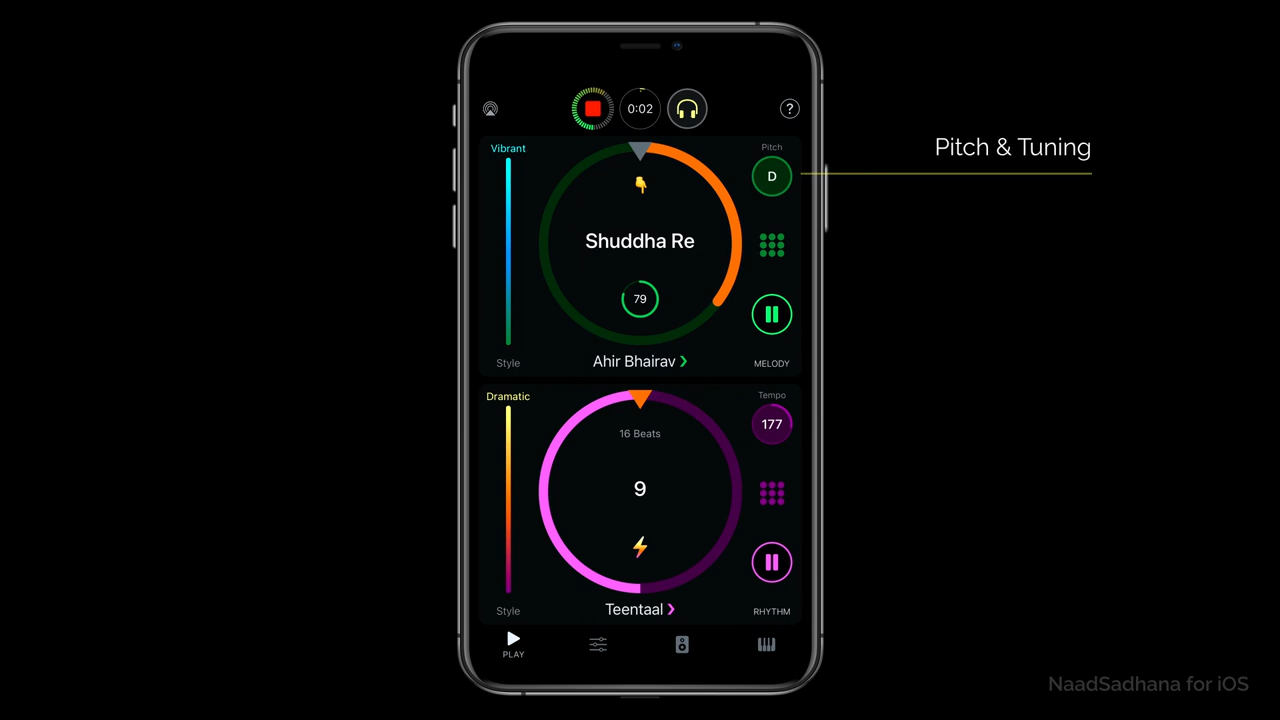 0:02
?
Vibrant
Pitch
Pitch & Tuning
D
Shuddha Re
79
Style
Ahir Bhairav
MELODY
Dramatic
Tempo
177
16 Beats
9
Style
Teentaal
RHYTHM
PLAY
NaadSadhana for iOS